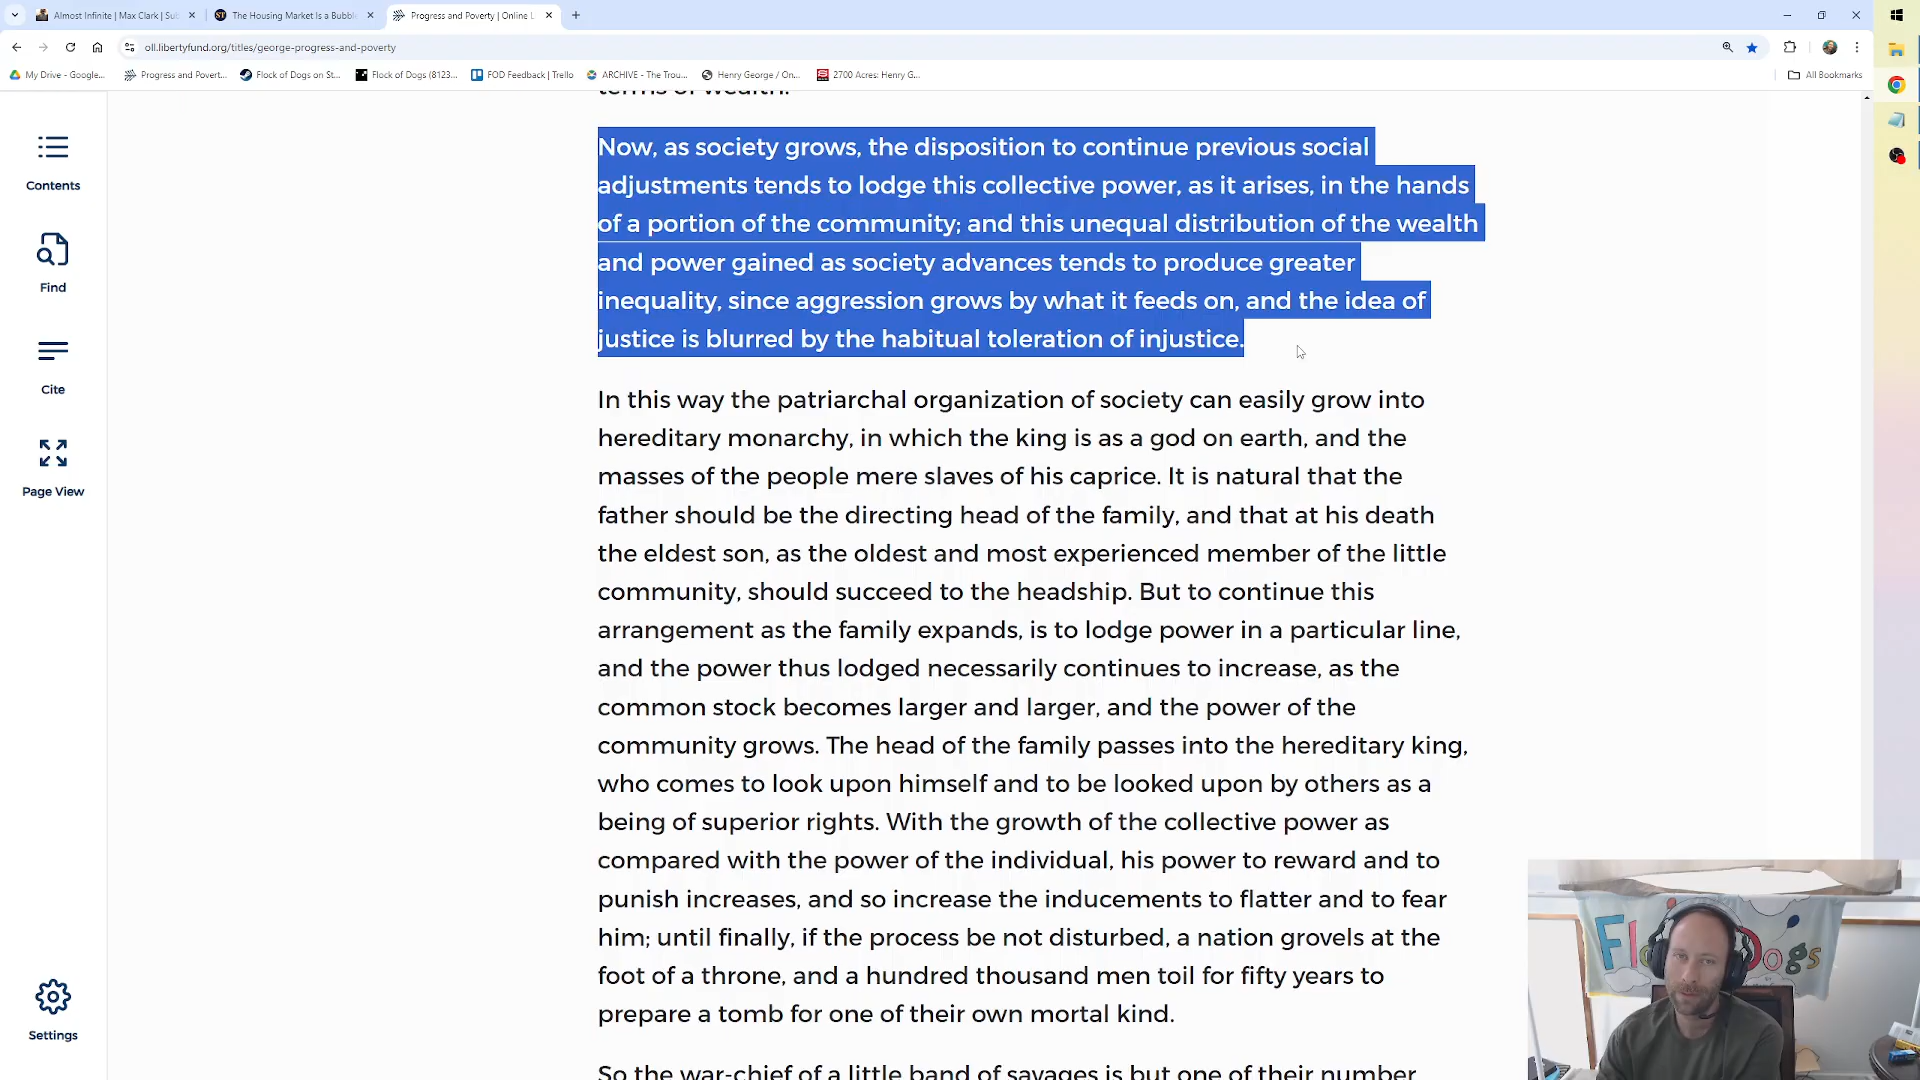 Almost Infinite | Max Clark | Sub
The Housing Market Is a Bubble
Progress and Poverty | Online L
oll.libertyfund.org/titles/george-progress-and-poverty
My Drive - Google...
Progress and Povert...
Flock of Dogs on St...
Flock of Dogs (8123...
FOD Feedback | Trello
ARCHIVE - The Trou...
Henry George / On...
2700 Acres: Henry G...
All Bookmarks
Contents
Find
Cite
Page View
Settings
terms of wealth.
Now, as society grows, the disposition to continue previous social
adjustments tends to lodge this collective power, as it arises, in the hands
of a portion of the community; and this unequal distribution of the wealth
and power gained as society advances tends to produce greater
inequality, since aggression grows by what it feeds on, and the idea of
justice is blurred by the habitual toleration of injustice.
In this way the patriarchal organization of society can easily grow into
hereditary monarchy, in which the king is as a god on earth, and the
masses of the people mere slaves of his caprice. It is natural that the
father should be the directing head of the family, and that at his death
the eldest son, as the oldest and most experienced member of the little
community, should succeed to the headship. But to continue this
arrangement as the family expands, is to lodge power in a particular line,
and the power thus lodged necessarily continues to increase, as the
common stock becomes larger and larger, and the power of the
community grows. The head of the family passes into the hereditary king,
who comes to look upon himself and to be looked upon by others as a
being of superior rights. With the growth of the collective power as
compared with the power of the individual, his power to reward and to
punish increases, and so increase the inducements to flatter and to fear
him; until finally, if the process be not disturbed, a nation grovels at the
foot of a throne, and a hundred thousand men toil for fifty years to
prepare a tomb for one of their own mortal kind.
So the war-chief of a little band of savages is but one of their number